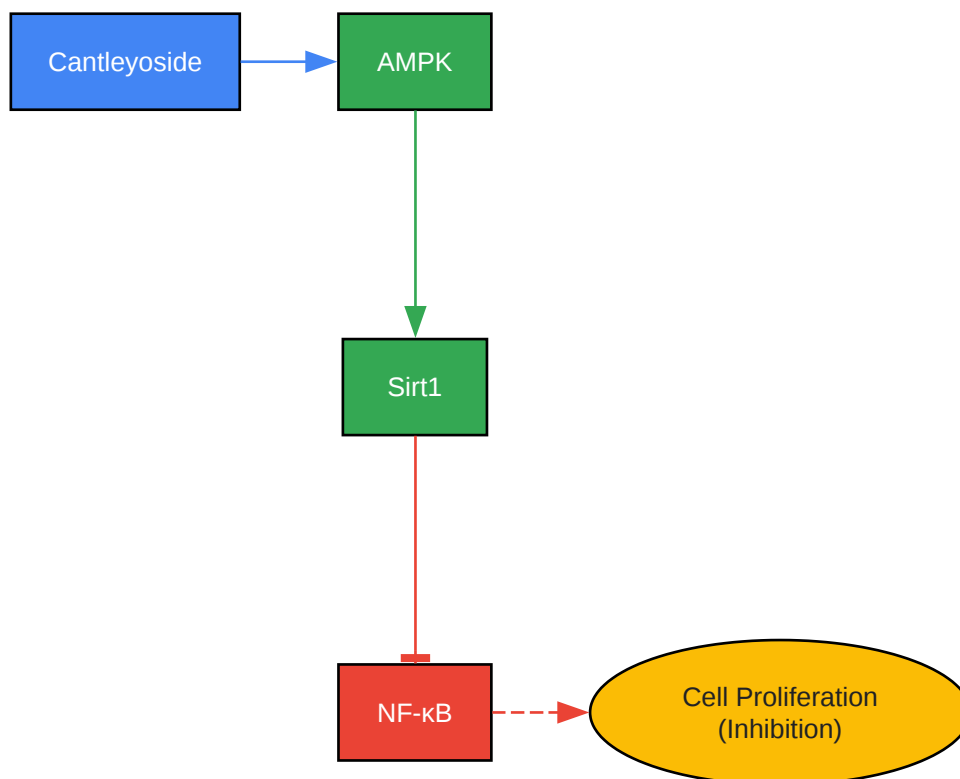 Cantleyoside
AMPK
Sirt1
NF-κB
Cell Proliferation
(Inhibition)